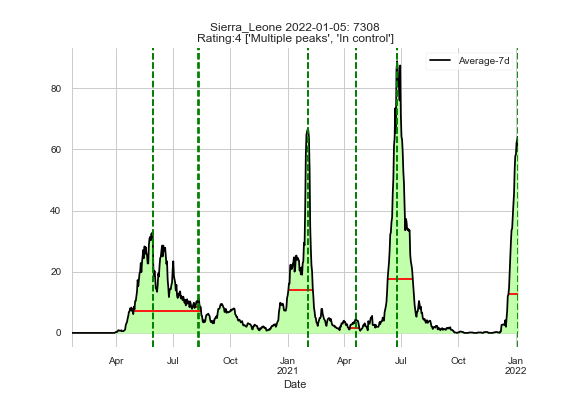 Sierra_Leone 2022-01-05: 7308
Rating:4 ['Multiple peaks', 'In control']
Average-7d
80
60
40
20
0
Apr Jul Oct Jan Apr Jul Oct Jan
2021 2022
Date